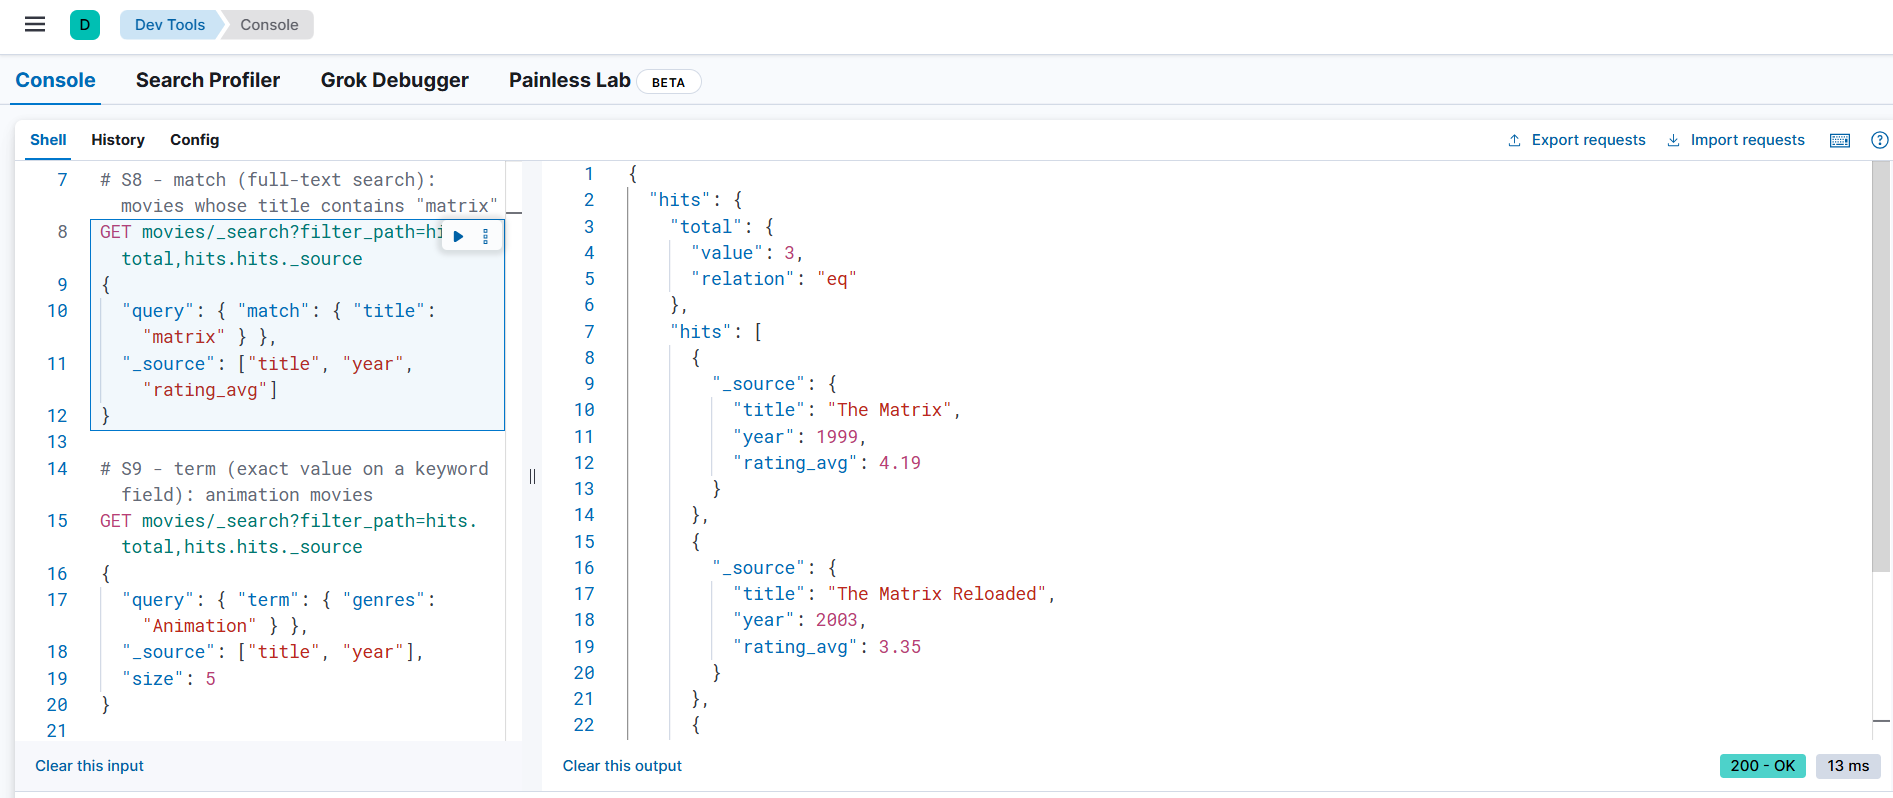 D Dev Tools Console
Console Search Profiler Grok Debugger Painless Lab BETA
Shell History Config Export requests Import requests
7 # S8 - match (full-text search):
movies whose title contains "matrix"
8 GET movies/_search?filter_path=hi
total,hits.hits._source
9 {
10 "query": { "match": { "title":
"matrix" } },
11 "_source": ["title", "year",
"rating_avg"]
12 }
13
14 # S9 - term (exact value on a keyword
field): animation movies
15 GET movies/_search?filter_path=hits.
total,hits.hits._source
16 {
17 "query": { "term": { "genres":
"Animation" } },
18 "_source": ["title", "year"],
19 "size": 5
20 }
21
Clear this input
1 {
2 "hits": {
3 "total": {
4 "value": 3,
5 "relation": "eq"
6 },
7 "hits": [
8 {
9 "_source": {
10 "title": "The Matrix",
11 "year": 1999,
12 "rating_avg": 4.19
13 }
14 },
15 {
16 "_source": {
17 "title": "The Matrix Reloaded",
18 "year": 2003,
19 "rating_avg": 3.35
20 }
21 },
22 {
Clear this output 200 - OK 13 ms